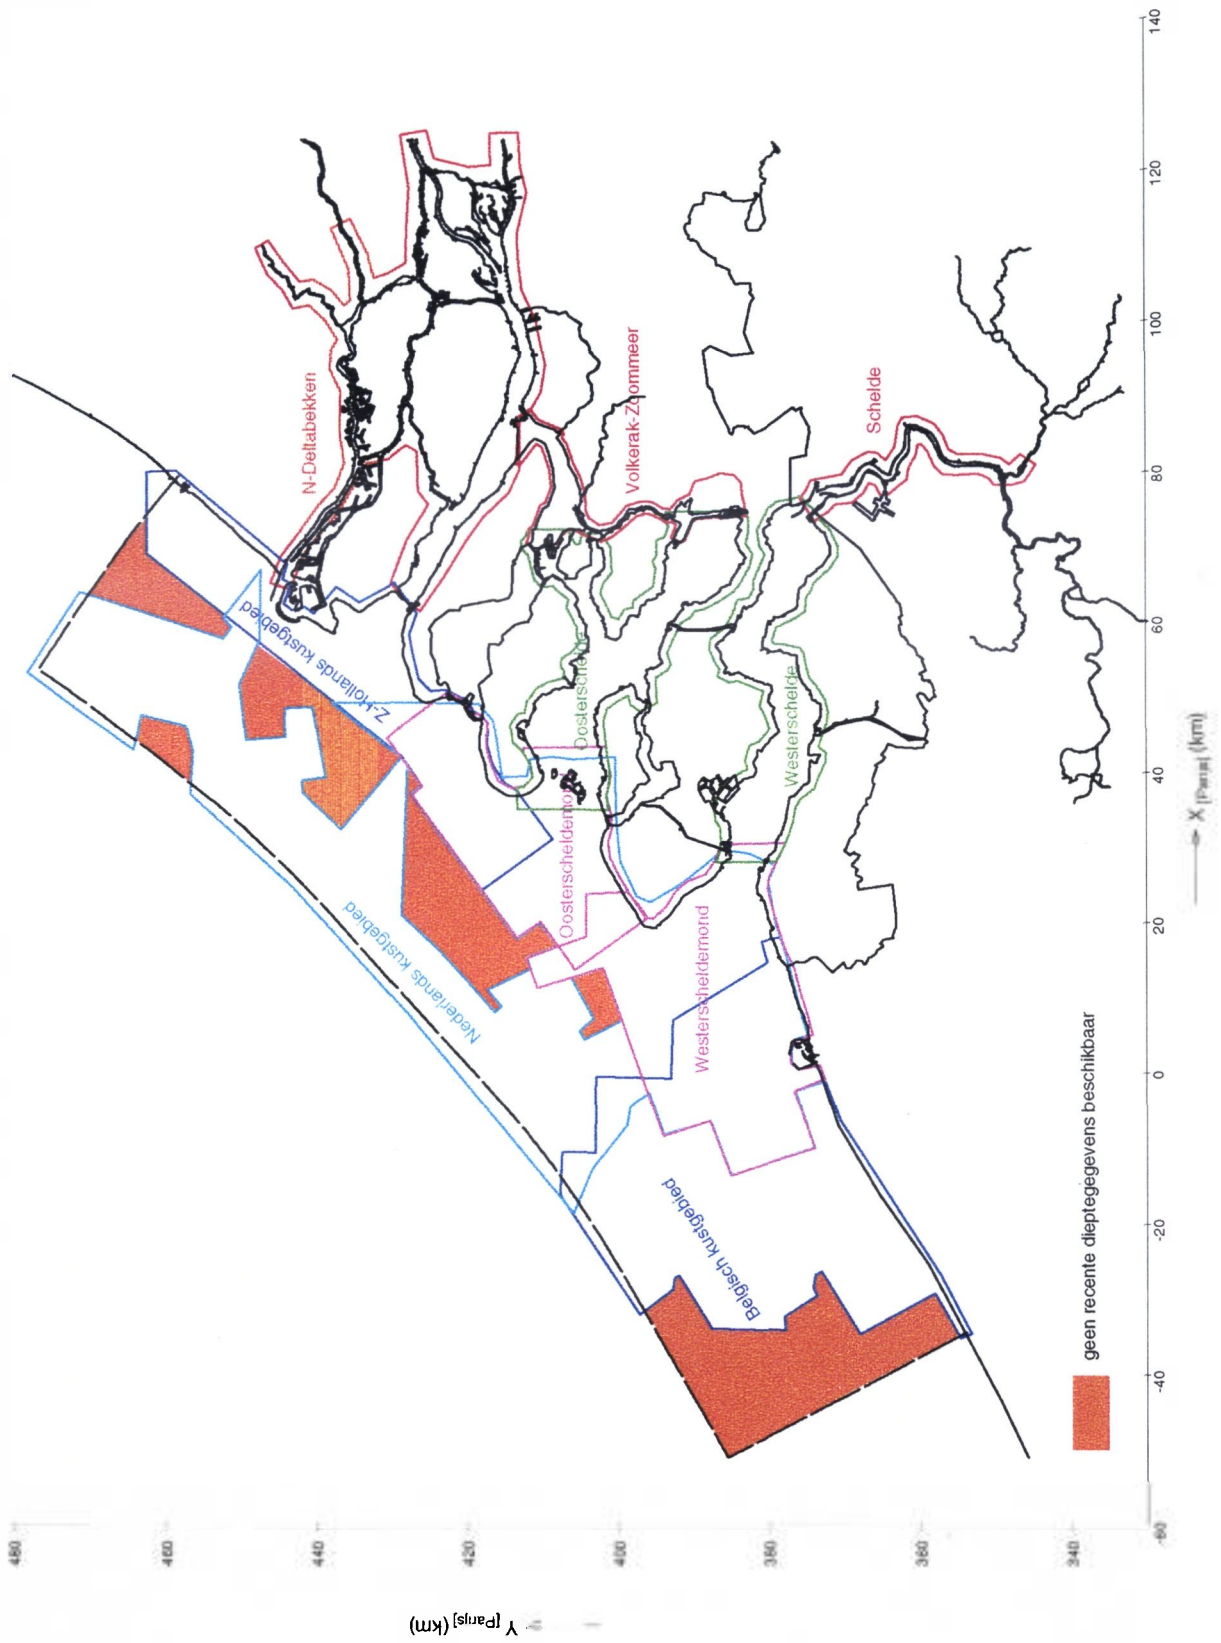 480
460
440
420
400
380
360
340
Y [Parijs] (km)
-60
-40
-20
0
20
40
60
80
100
120
140
X [Parijs] (km)
N-Deltabekken
Volkerak-Zoommeer
Schelde
Z-Hollands kustgebied
Oosterschelde
Westerschelde
Oosterscheldemond
Westerscheldemond
Nederlands kustgebied
Belgisch kustgebied
geen recente dieptegegevens beschikbaar